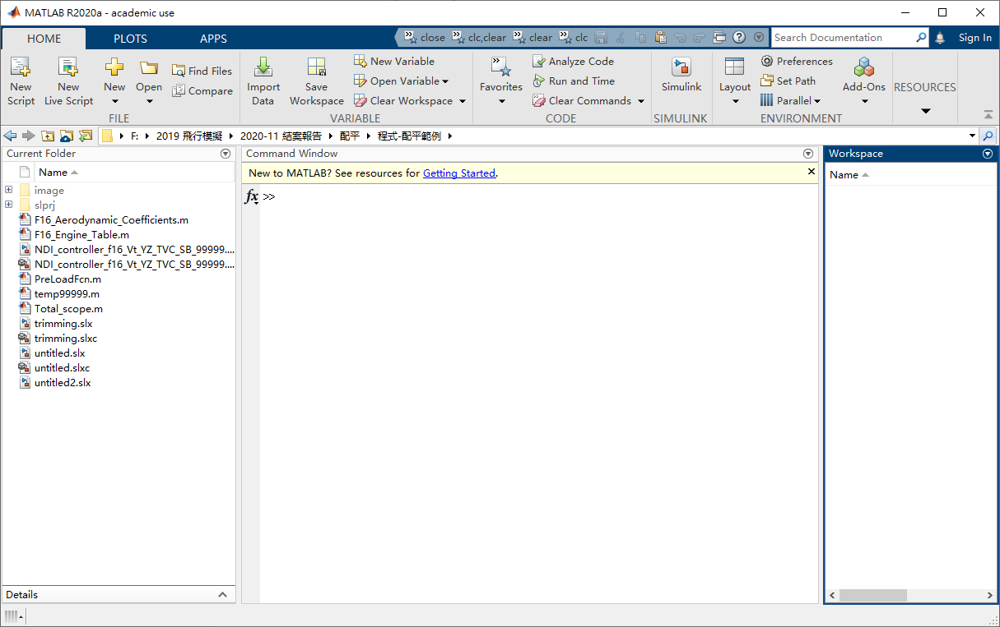 MATLAB R2020a - academic use
HOME PLOTS APPS close clc,clear clear clc Search Documentation Sign In
New Script
New Live Script
New
Open
Find Files
Compare
FILE
Import Data
Save Workspace
New Variable
Open Variable
Clear Workspace
VARIABLE
Favorites
Analyze Code
Run and Time
Clear Commands
CODE
Simulink
SIMULINK
Layout
Preferences
Set Path
Parallel
Add-Ons
ENVIRONMENT
RESOURCES
F: 2019 飛行模擬 2020-11 結案報告 配平 程式-配平範例
Current Folder
Name
image
slprj
F16_Aerodynamic_Coefficients.m
F16_Engine_Table.m
NDI_controller_f16_Vt_YZ_TVC_SB_99999....
NDI_controller_f16_Vt_YZ_TVC_SB_99999....
PreLoadFcn.m
temp99999.m
Total_scope.m
trimming.slx
trimming.slxc
untitled.slx
untitled.slxc
untitled2.slx
Details
Command Window
New to MATLAB? See resources for Getting Started.
fx >>
Workspace
Name